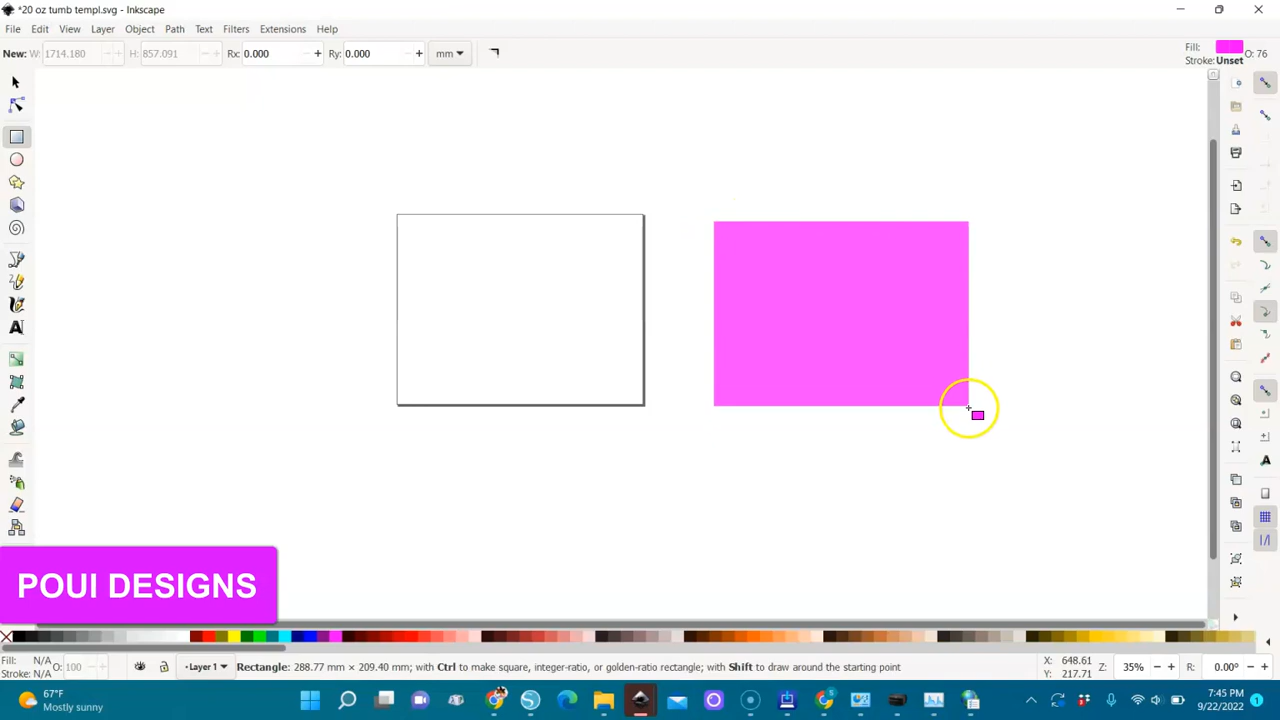 *20 oz tumb templ.svg - Inkscape
File Edit View Layer Object Path Text Filters Extensions Help
New: W: 1714.180 H: 857.091 Rx: 0.000 + Ry: 0.000 + mm Fill: O: 76
Stroke: Unset
POUI DESIGNS
Fill: N/A O: 100 Layer 1 Rectangle: 288.77 mm × 209.40 mm; with Ctrl to make square, integer-ratio, or golden-ratio rectangle; with Shift to draw around the starting point X: 648.61 Z: 35% R: 0.00°
Stroke: N/A Y: 217.71
67°F 7:45 PM
Mostly sunny 9/22/2022